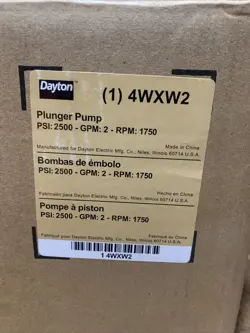 Dayton (1) 4WXW2
Plunger Pump
PSI: 2500 - GPM: 2 - RPM: 1750
Made in China
Manufactured for Dayton Electric Mfg. Co., Niles, Illinois 60714 U.S.A.
Bombas de émbolo
PSI: 2500 - GPM: 2 - RPM: 1750
Hecho en China
Fabricado para Dayton Electric Mfg. Co., Niles, Illinois 60714 U.S.A.
Pompe à piston
PSI: 2500 - GPM: 2 - RPM: 1750
Fabriqué en Chine
Fabriqué pour Dayton Electric Mfg. Co., Niles, Illinois 60714 U.S.A.
1 4WXW2